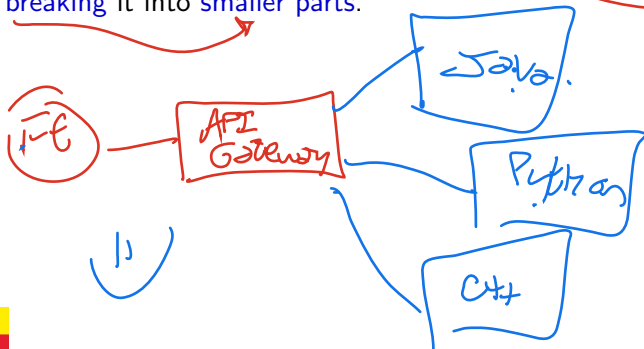 breaking it into smaller parts.
FE
API
Gateway
Java.
Python
C++